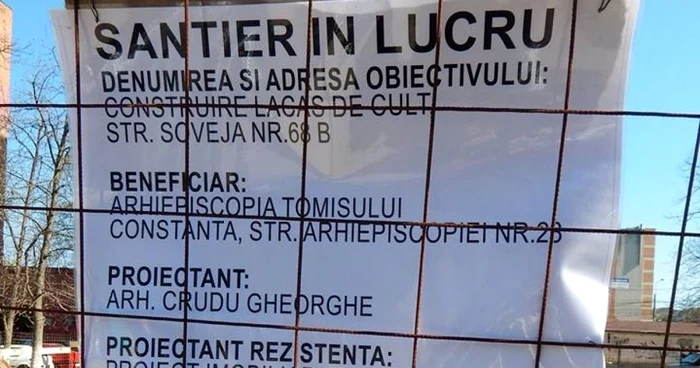 SANTIER IN LUCRU
DENUMIREA SI ADRESA OBIECTIVULUI:
CONSTRUIRE LACAS DE CULT
STR. SOVEJA NR.68 B
BENEFICIAR:
ARHIEPISCOPIA TOMISULUI
CONSTANTA, STR. ARHIEPISCOPIEI NR.23
PROIECTANT:
ARH. CRUDU GHEORGHE
PROIECTANT REZISTENTA:
PROIECT